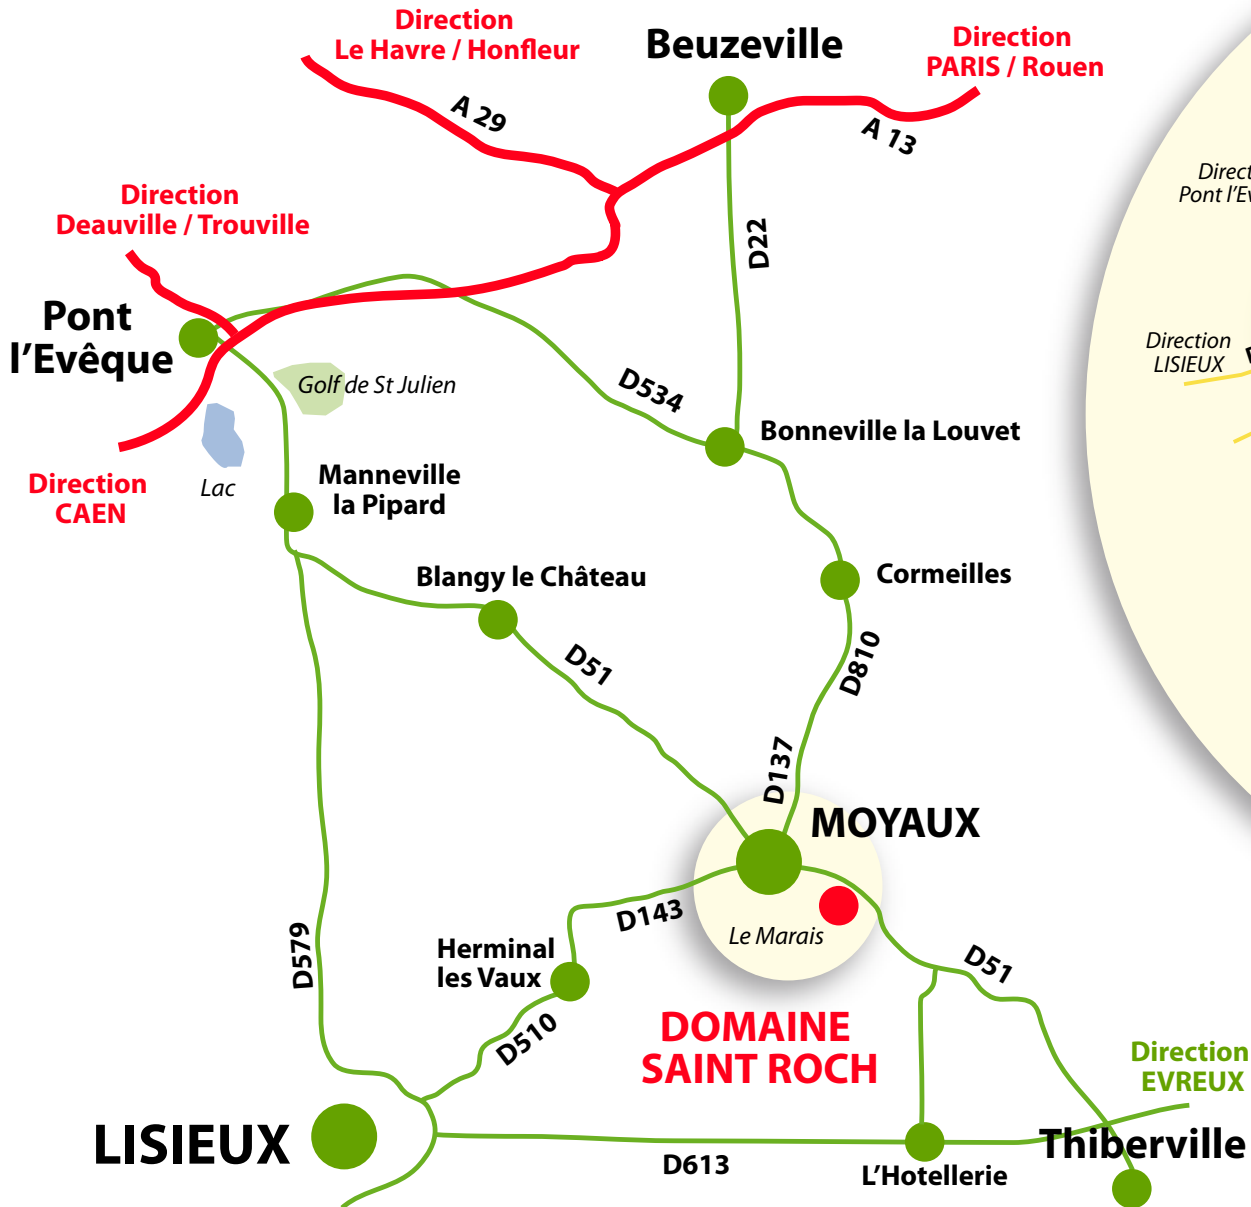 Direction
Le Havre / Honfleur
Beuzeville
Direction
PARIS / Rouen
A 29
A 13
Direction
Deauville / Trouville
D22
Pont
l'Evêque
Golf de St Julien
D534
Bonneville la Louvet
Direction
CAEN
Lac
Manneville
la Pipard
Blangy le Château
Cormeilles
D51
D810
D137
MOYAUX
D143
Le Marais
Herminal
les Vaux
D579
D51
D510
DOMAINE
SAINT ROCH
Direction
EVREUX
LISIEUX
Thiberville
D613
L'Hotellerie
Direction
LISIEUX